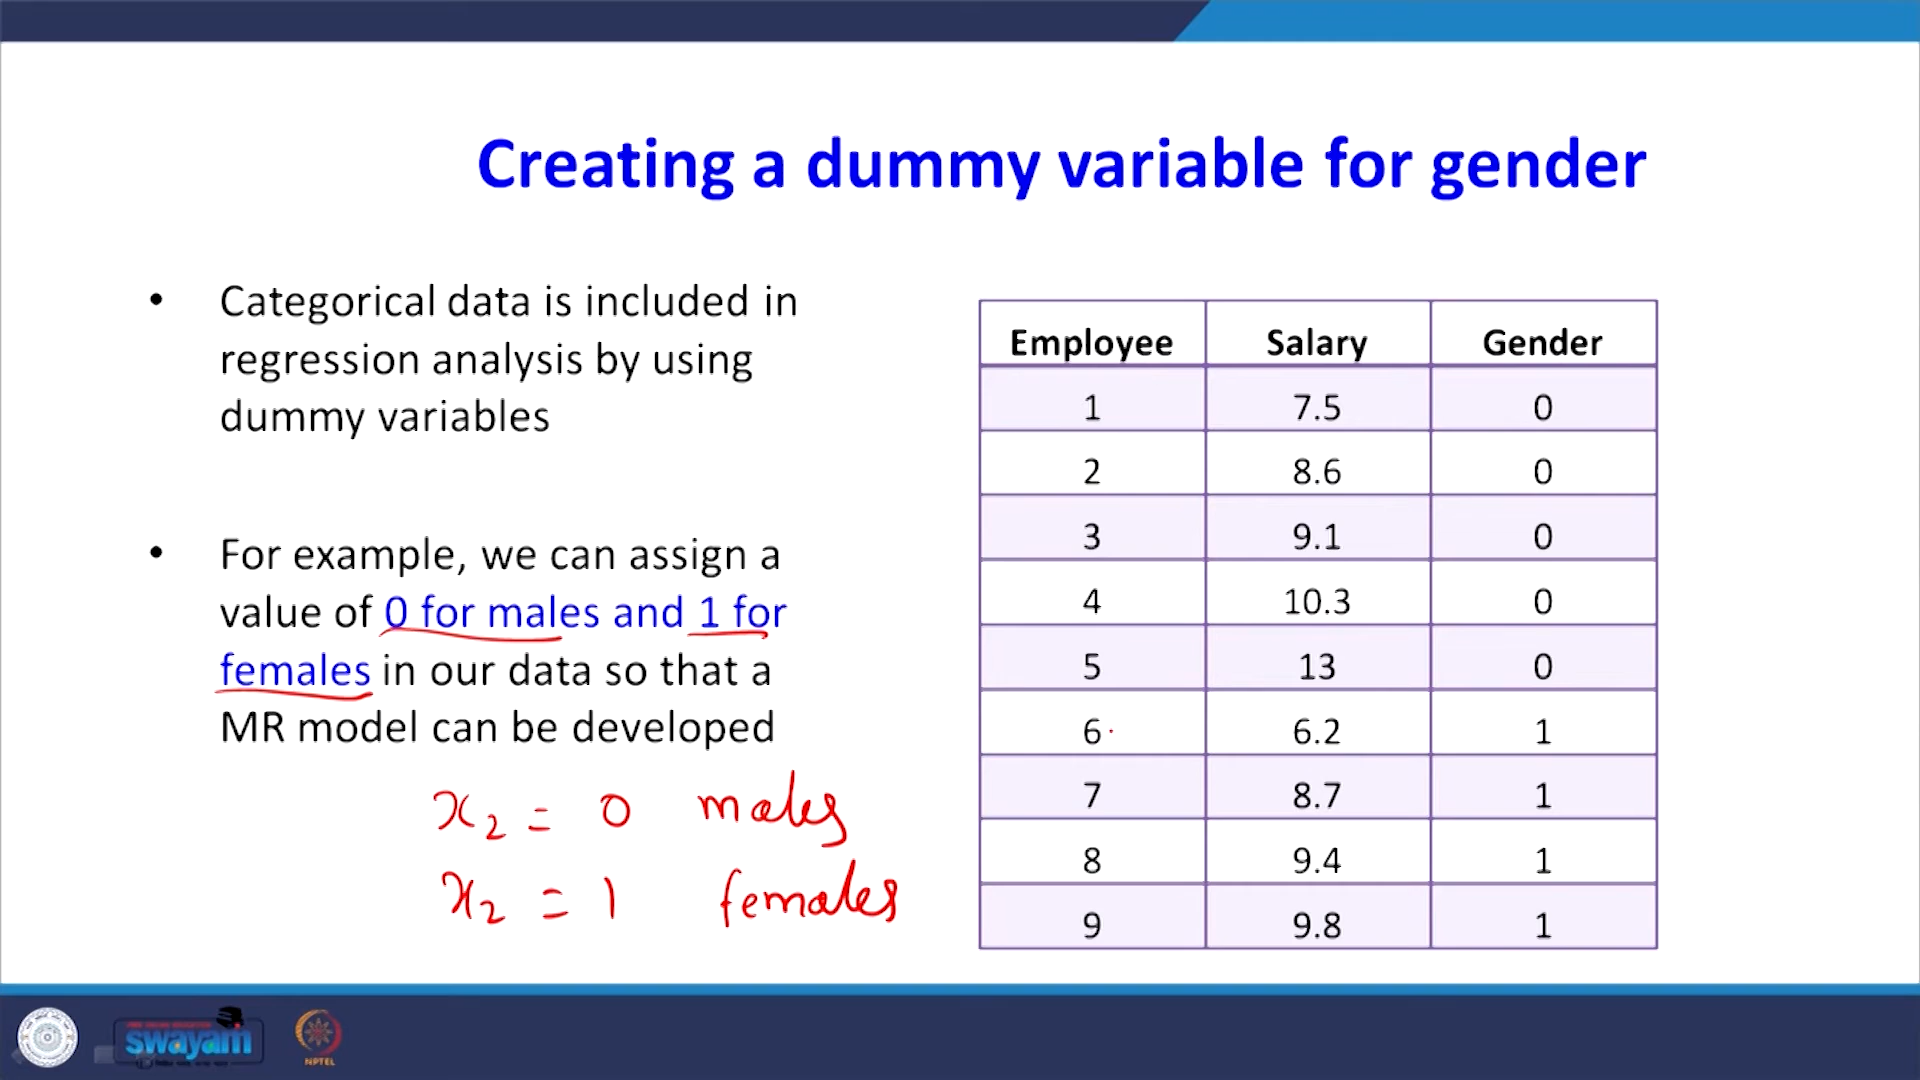 Creating a dummy variable for gender
• Categorical data is included in
regression analysis by using
dummy variables
• For example, we can assign a
value of 0 for males and 1 for
females in our data so that a
MR model can be developed
x₂ = 0 males
x₂ = 1 females
Employee Salary Gender
1 7.5 0
2 8.6 0
3 9.1 0
4 10.3 0
5 13 0
6 6.2 1
7 8.7 1
8 9.4 1
9 9.8 1
swayam
NPTEL